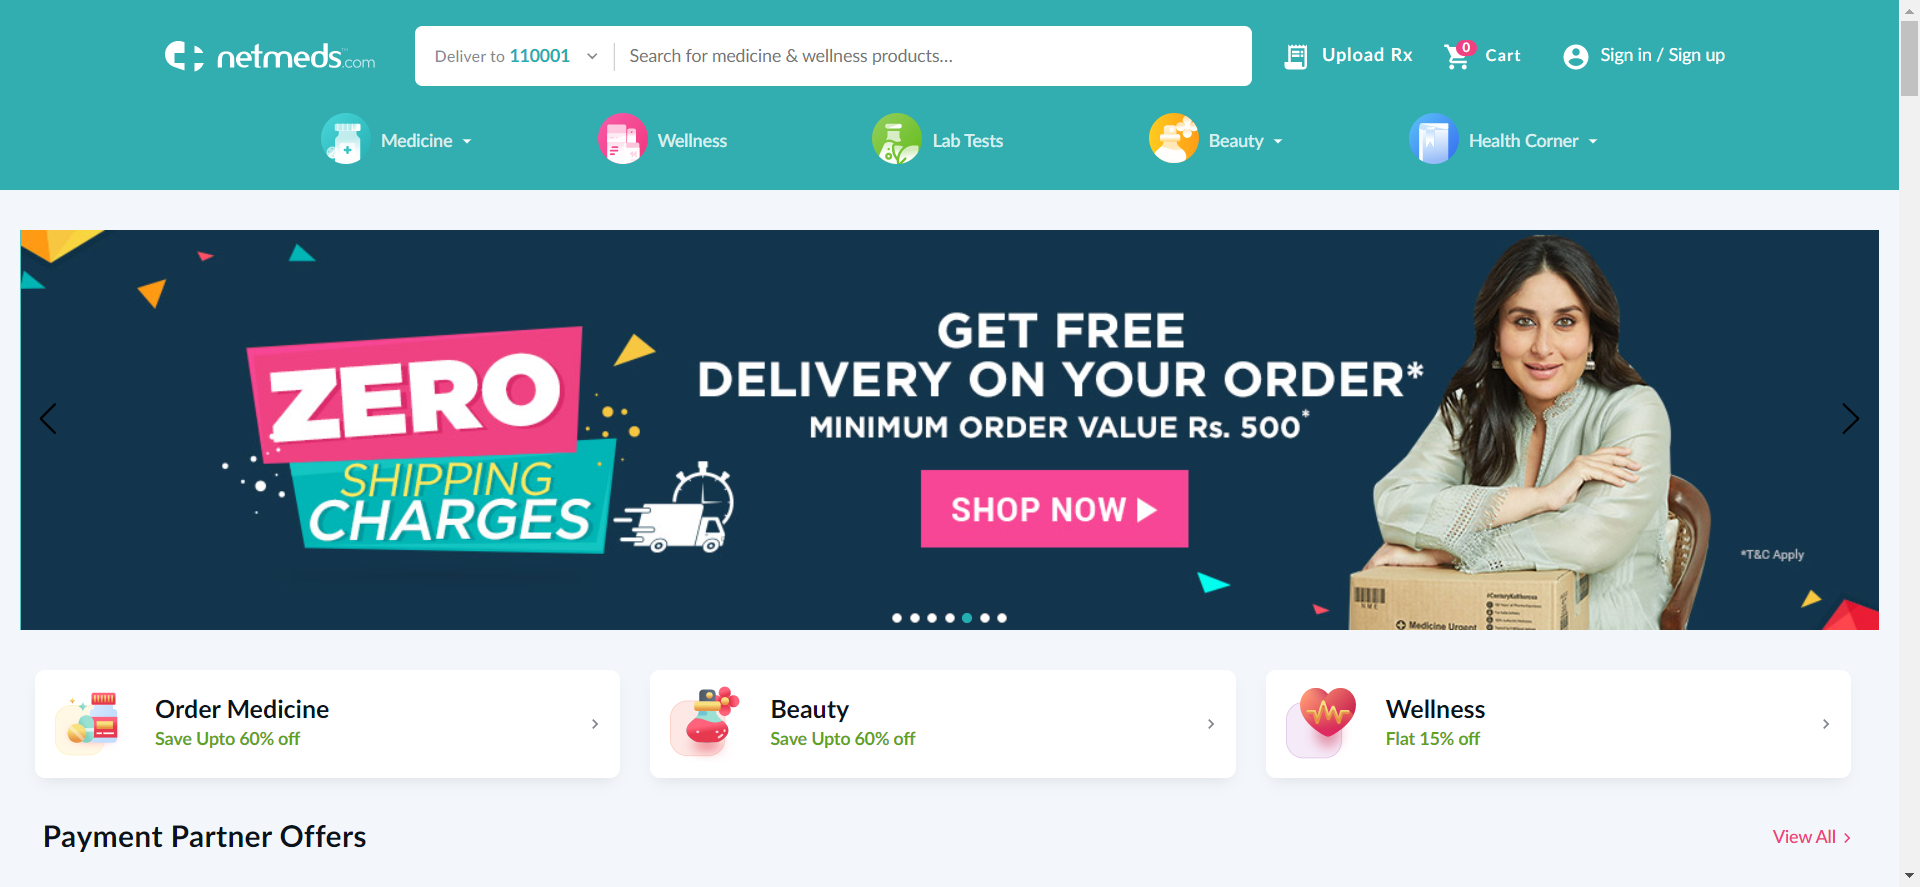 netmeds.com
Deliver to 110001
Search for medicine & wellness products...
Upload Rx
0
Cart
Sign in / Sign up
Medicine
Wellness
Lab Tests
Beauty
Health Corner
ZERO
SHIPPING
CHARGES
GET FREE
DELIVERY ON YOUR ORDER*
MINIMUM ORDER VALUE Rs. 500*
SHOP NOW
*T&C Apply
NME
Medicine Urgent
Order Medicine
Save Upto 60% off
Beauty
Save Upto 60% off
Wellness
Flat 15% off
Payment Partner Offers
View All